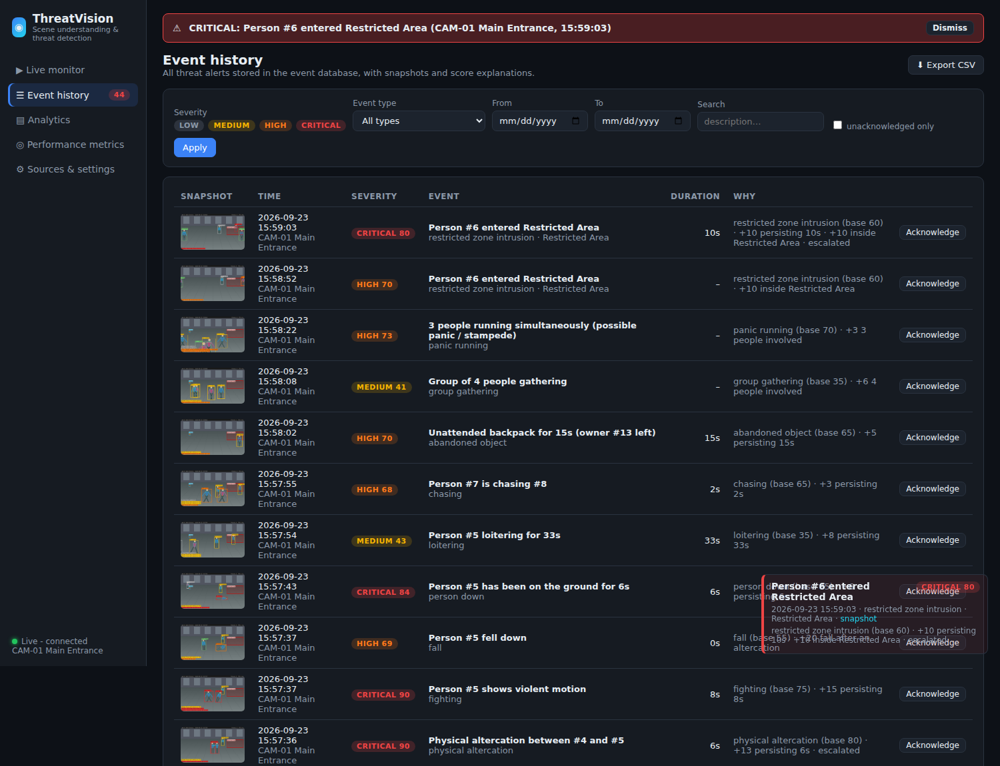 ThreatVision
Scene understanding &
threat detection
▶ Live monitor
☰ Event history 44
▤ Analytics
◎ Performance metrics
⚙ Sources & settings
Live - connected
CAM-01 Main Entrance
⚠ CRITICAL: Person #6 entered Restricted Area (CAM-01 Main Entrance, 15:59:03) Dismiss
Event history
All threat alerts stored in the event database, with snapshots and score explanations.
⬇ Export CSV
Severity
LOW MEDIUM HIGH CRITICAL
Event type
All types
From
mm/dd/yyyy
To
mm/dd/yyyy
Search
description...
unacknowledged only
Apply
SNAPSHOT TIME SEVERITY EVENT DURATION WHY
2026-09-23
15:59:03
CAM-01 Main
Entrance
CRITICAL 80
Person #6 entered Restricted Area
restricted zone intrusion · Restricted Area
10s
restricted zone intrusion (base 60)
· +10 persisting 10s · +10 inside
Restricted Area · escalated
Acknowledge
2026-09-23
15:58:52
CAM-01 Main
Entrance
HIGH 70
Person #6 entered Restricted Area
restricted zone intrusion · Restricted Area
–
restricted zone intrusion (base 60)
· +10 inside Restricted Area
Acknowledge
2026-09-23
15:58:22
CAM-01 Main
Entrance
HIGH 73
3 people running simultaneously (possible
panic / stampede)
panic running
–
panic running (base 70) · +3 3
people involved
Acknowledge
2026-09-23
15:58:08
CAM-01 Main
Entrance
MEDIUM 41
Group of 4 people gathering
group gathering
–
group gathering (base 35) · +6 4
people involved
Acknowledge
2026-09-23
15:58:02
CAM-01 Main
Entrance
HIGH 70
Unattended backpack for 15s (owner #13 left)
abandoned object
15s
abandoned object (base 65) · +5
persisting 15s
Acknowledge
2026-09-23
15:57:55
CAM-01 Main
Entrance
HIGH 68
Person #7 is chasing #8
chasing
2s
chasing (base 65) · +3 persisting
2s
Acknowledge
2026-09-23
15:57:54
CAM-01 Main
Entrance
MEDIUM 43
Person #5 loitering for 33s
loitering
33s
loitering (base 35) · +8 persisting
33s
Acknowledge
2026-09-23
15:57:43
CAM-01 Main
Entrance
CRITICAL 84
Person #5 has been on the ground for 6s
person down
6s
person
Acknowledge
2026-09-23
15:57:37
CAM-01 Main
Entrance
HIGH 69
Person #5 fell down
fall
0s
fall (base 55) · +20 fall after an
altercation
Acknowledge
2026-09-23
15:57:37
CAM-01 Main
Entrance
CRITICAL 90
Person #5 shows violent motion
fighting
8s
fighting (base 75) · +15 persisting
8s
Acknowledge
2026-09-23
15:57:36
CAM-01 Main
Entrance
CRITICAL 90
Physical altercation between #4 and #5
physical altercation
6s
physical altercation (base 80) ·
+13 persisting 6s · escalated
Acknowledge
Person #6 entered
Restricted Area
CRITICAL 80
2026-09-23 15:59:03 · restricted zone intrusion ·
Restricted Area · snapshot
restricted zone intrusion (base 60) · +10 persisting
10s · +10 inside Restricted Area · escalated